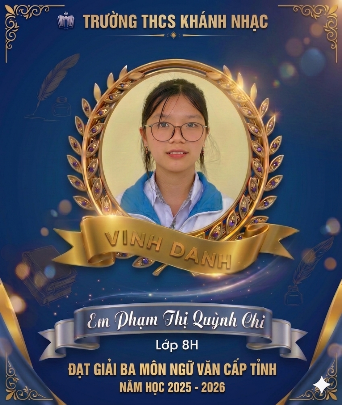 TRƯỜNG THCS KHÁNH NHẠC
VINH DANH
Em Phạm Thị Quỳnh Chi
Lớp 8H
ĐẠT GIẢI BA MÔN NGỮ VĂN CẤP TỈNH
NĂM HỌC 2025 - 2026